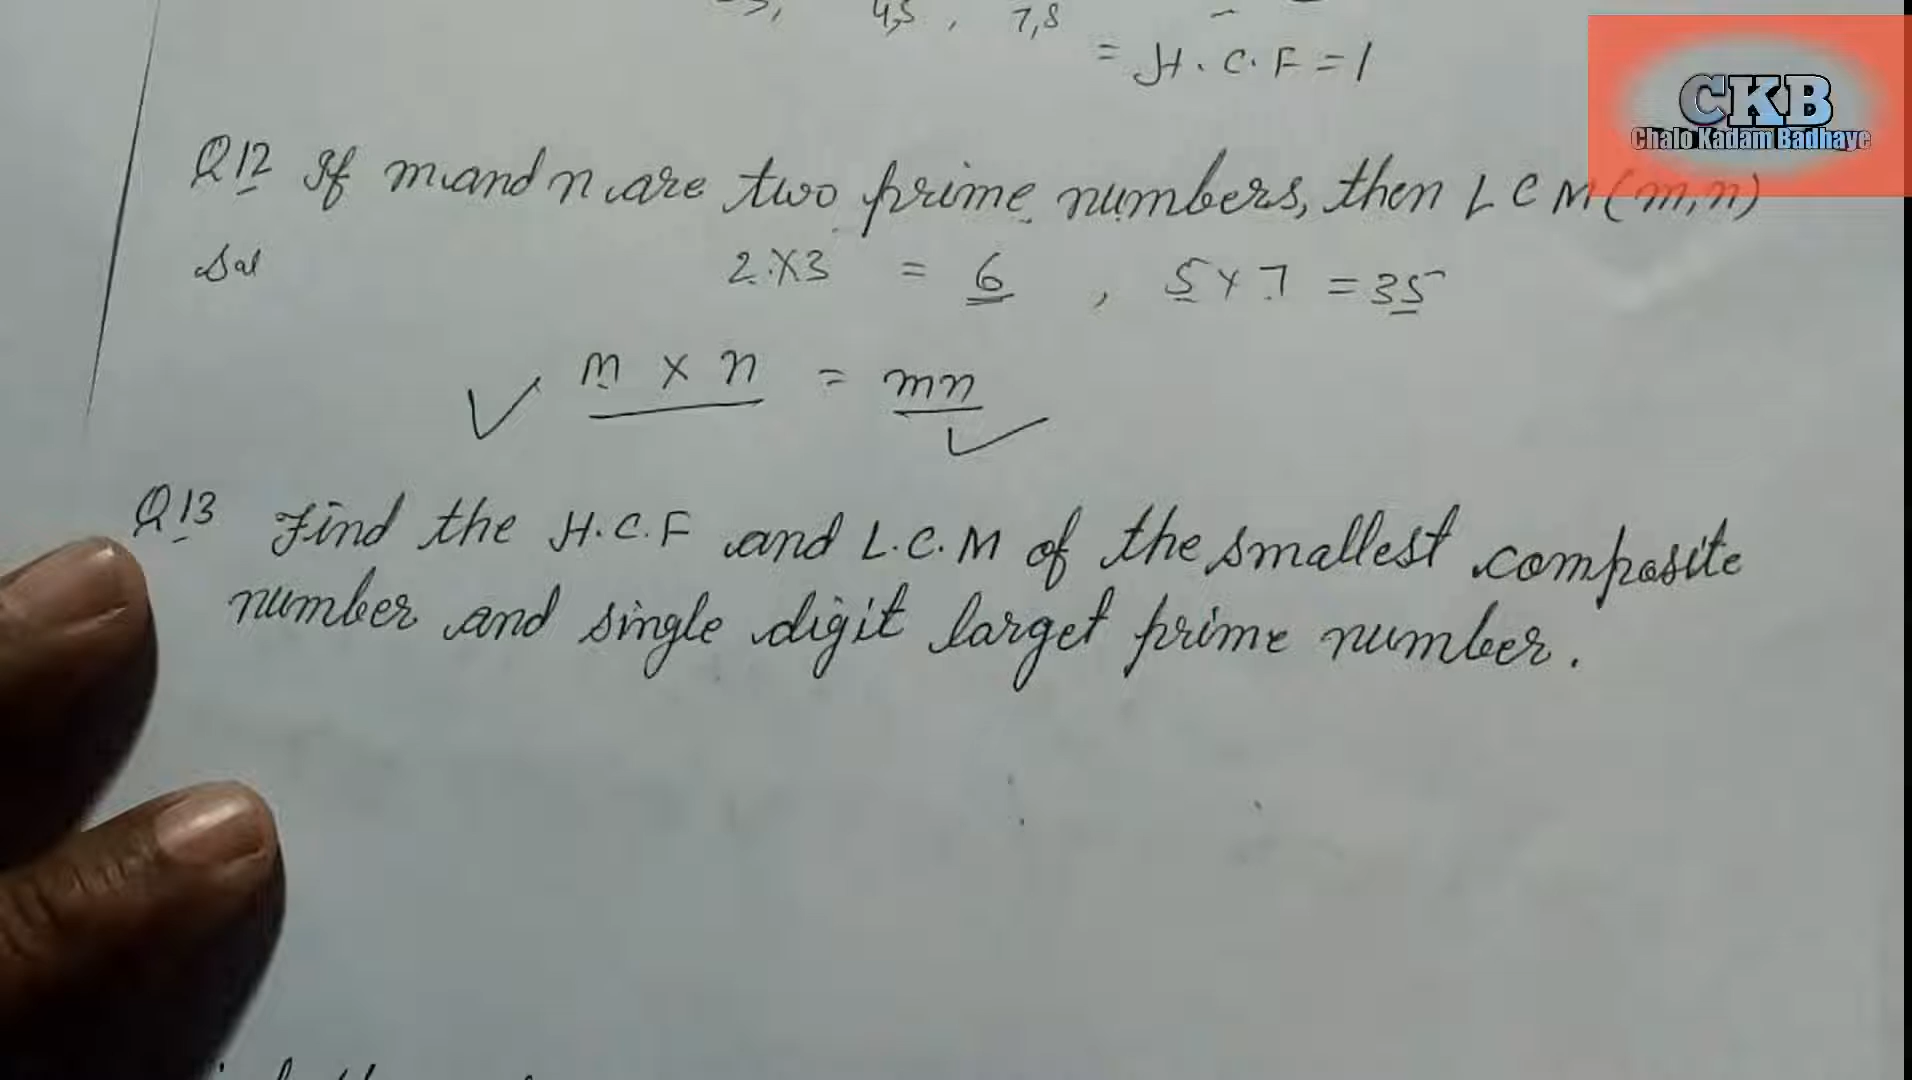 4,5 , 7,8
= H.C.F = 1
CKB
Chalo Kadam Badhaye
Q12 If m and n are two prime numbers, then LCM(m,n)
Sol 2×3 = 6 , 5×7 = 35
m × n = mn
Q13 Find the H.C.F and L.C.M of the smallest composite
number and single digit larget prime number.